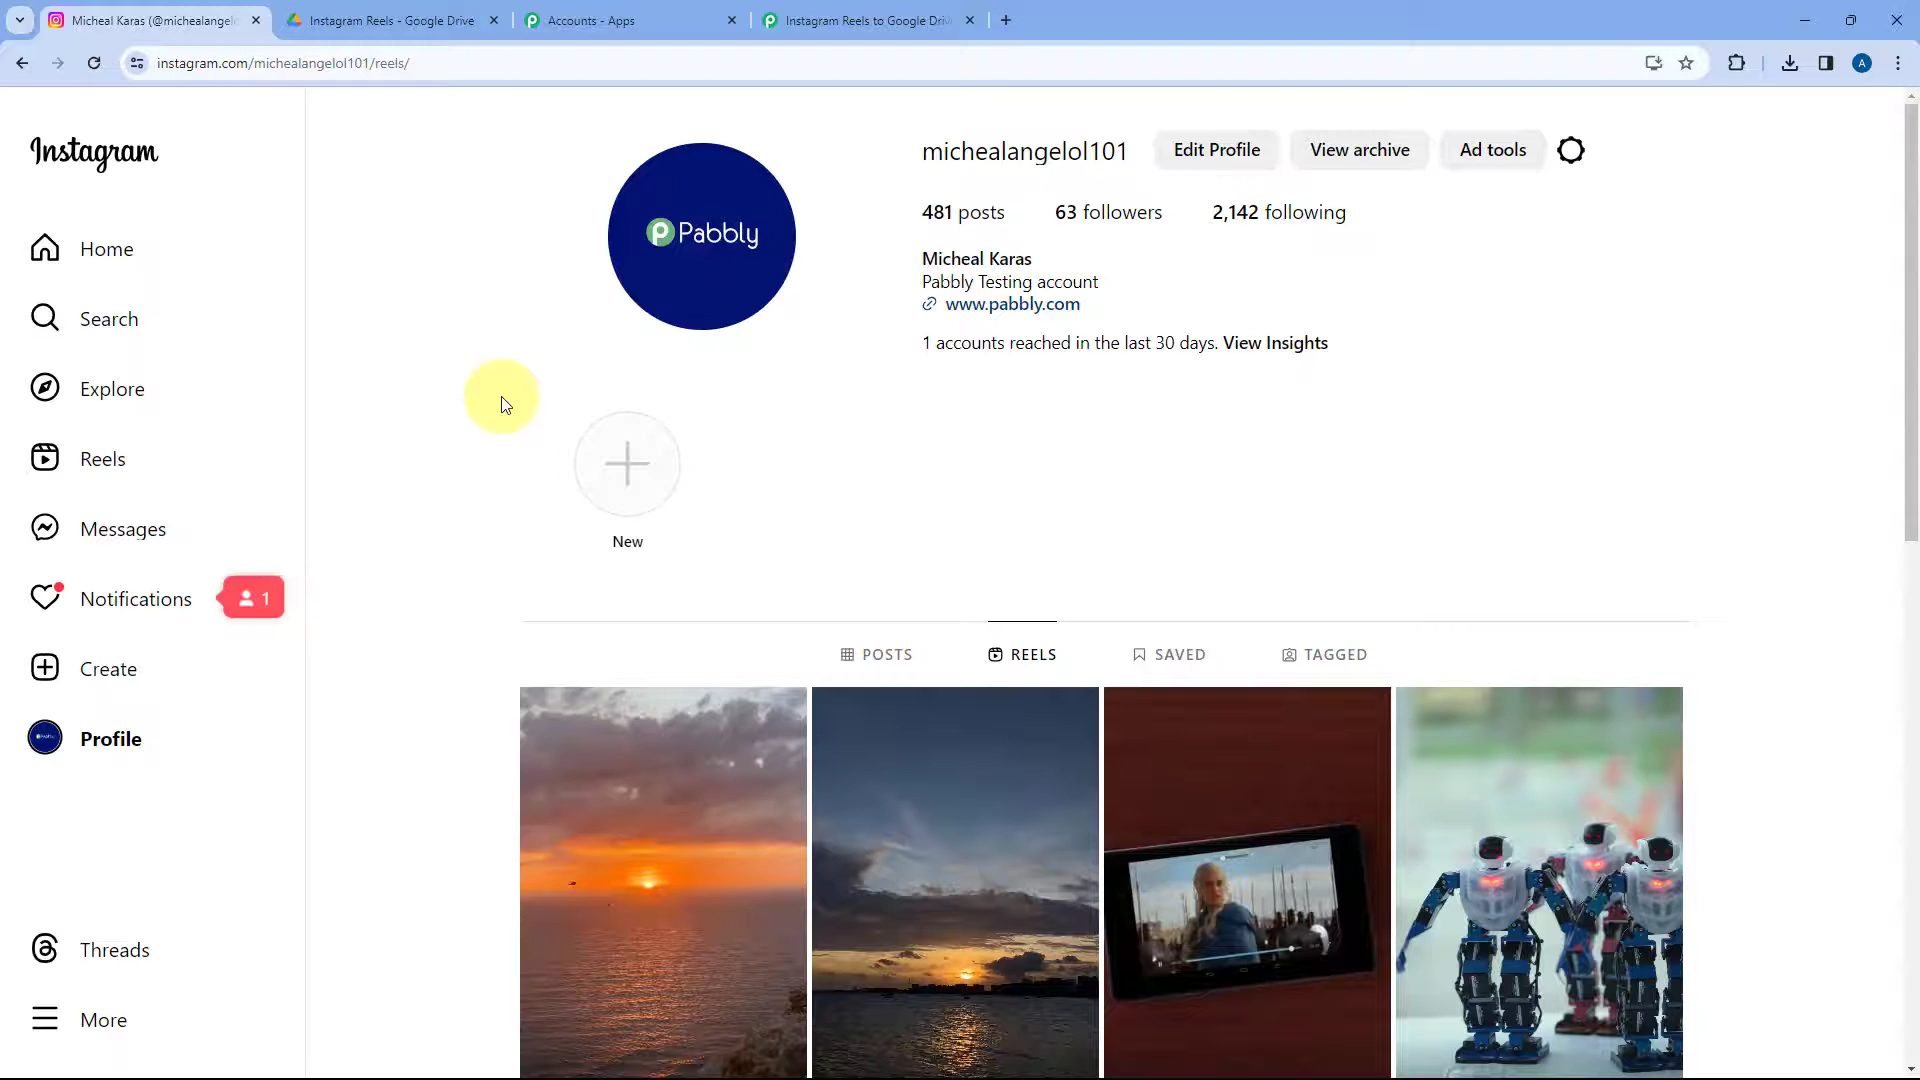 Micheal Karas (@michealangelo
Instagram Reels - Google Drive
Accounts - Apps
Instagram Reels to Google Driv
instagram.com/michealangelol101/reels/
A
Instagram
Home
Search
Explore
Reels
Messages
Notifications
1
Create
Profile
Threads
More
Pabbly
michealangelol101
Edit Profile
View archive
Ad tools
481 posts
63 followers
2,142 following
Micheal Karas
Pabbly Testing account
www.pabbly.com
1 accounts reached in the last 30 days. View Insights
New
POSTS
REELS
SAVED
TAGGED